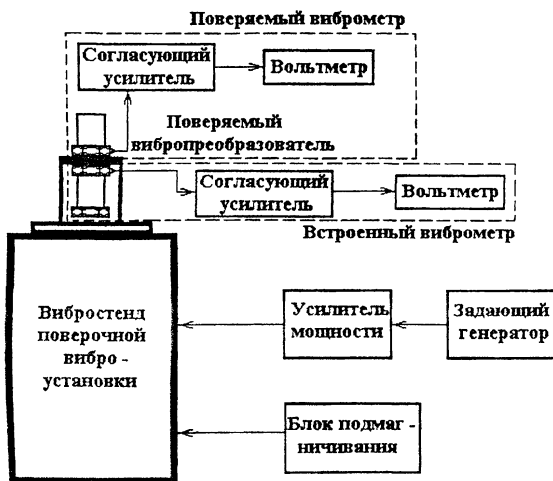 Поверяемый виброметр
Согласующий
усилитель
Вольтметр
Поверяемый
вибропреобразователь
Согласующий
усилитель
Вольтметр
Встроенный виброметр
Вибростенд
поверочной
вибро -
установки
Усилитель
мощности
Задающий
генератор
Блок подмаг -
ничивания